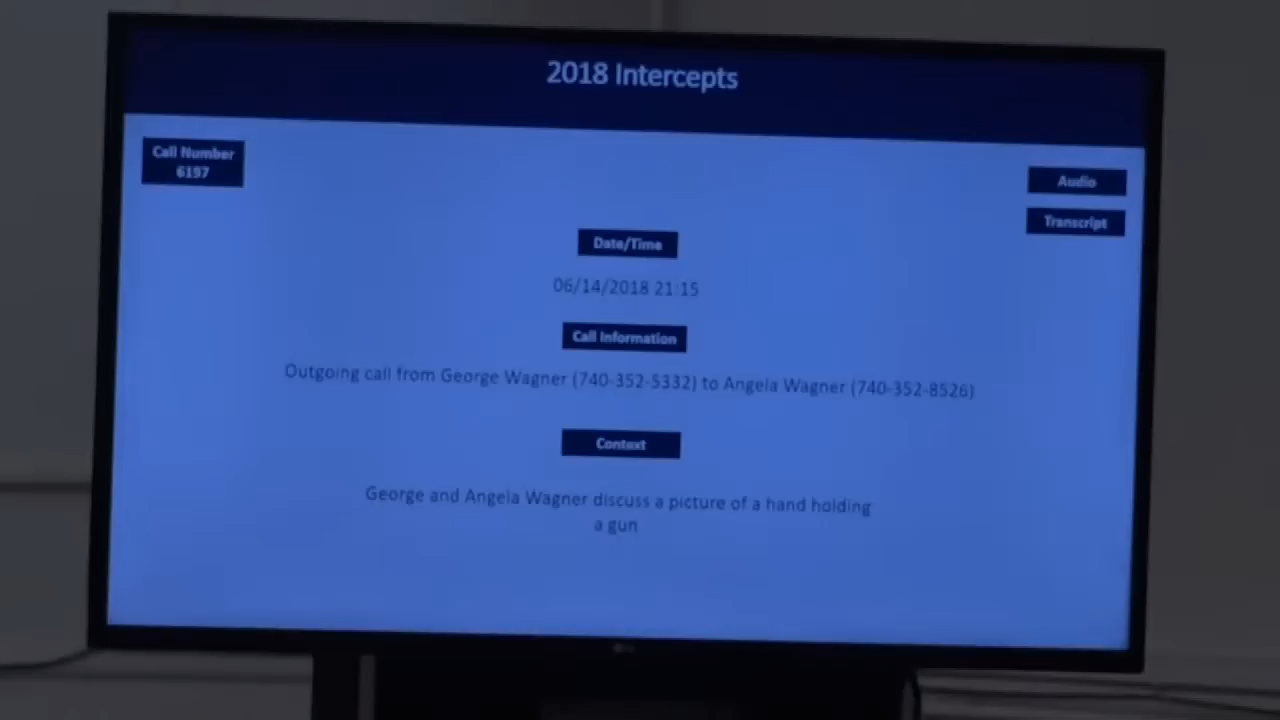 2018 Intercepts
Call Number
6197
Audio
Transcript
Date/Time
06/14/2018 21:15
Call Information
Outgoing call from George Wagner (740-352-5332) to Angela Wagner (740-352-8526)
Context
George and Angela Wagner discuss a picture of a hand holding
a gun